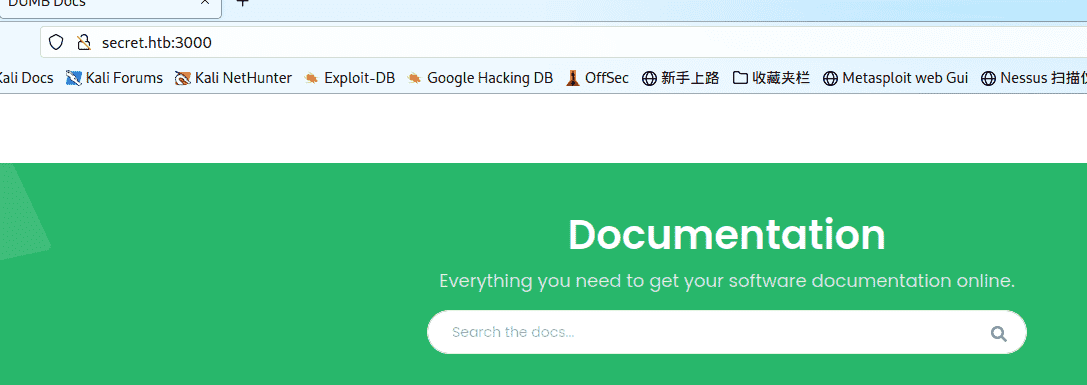 DUMB Docs
secret.htb:3000
Kali Docs Kali Forums Kali NetHunter Exploit-DB Google Hacking DB OffSec 新手上路 收藏夹栏 Metasploit web Gui Nessus 扫描仪
Documentation
Everything you need to get your software documentation online.
Search the docs...